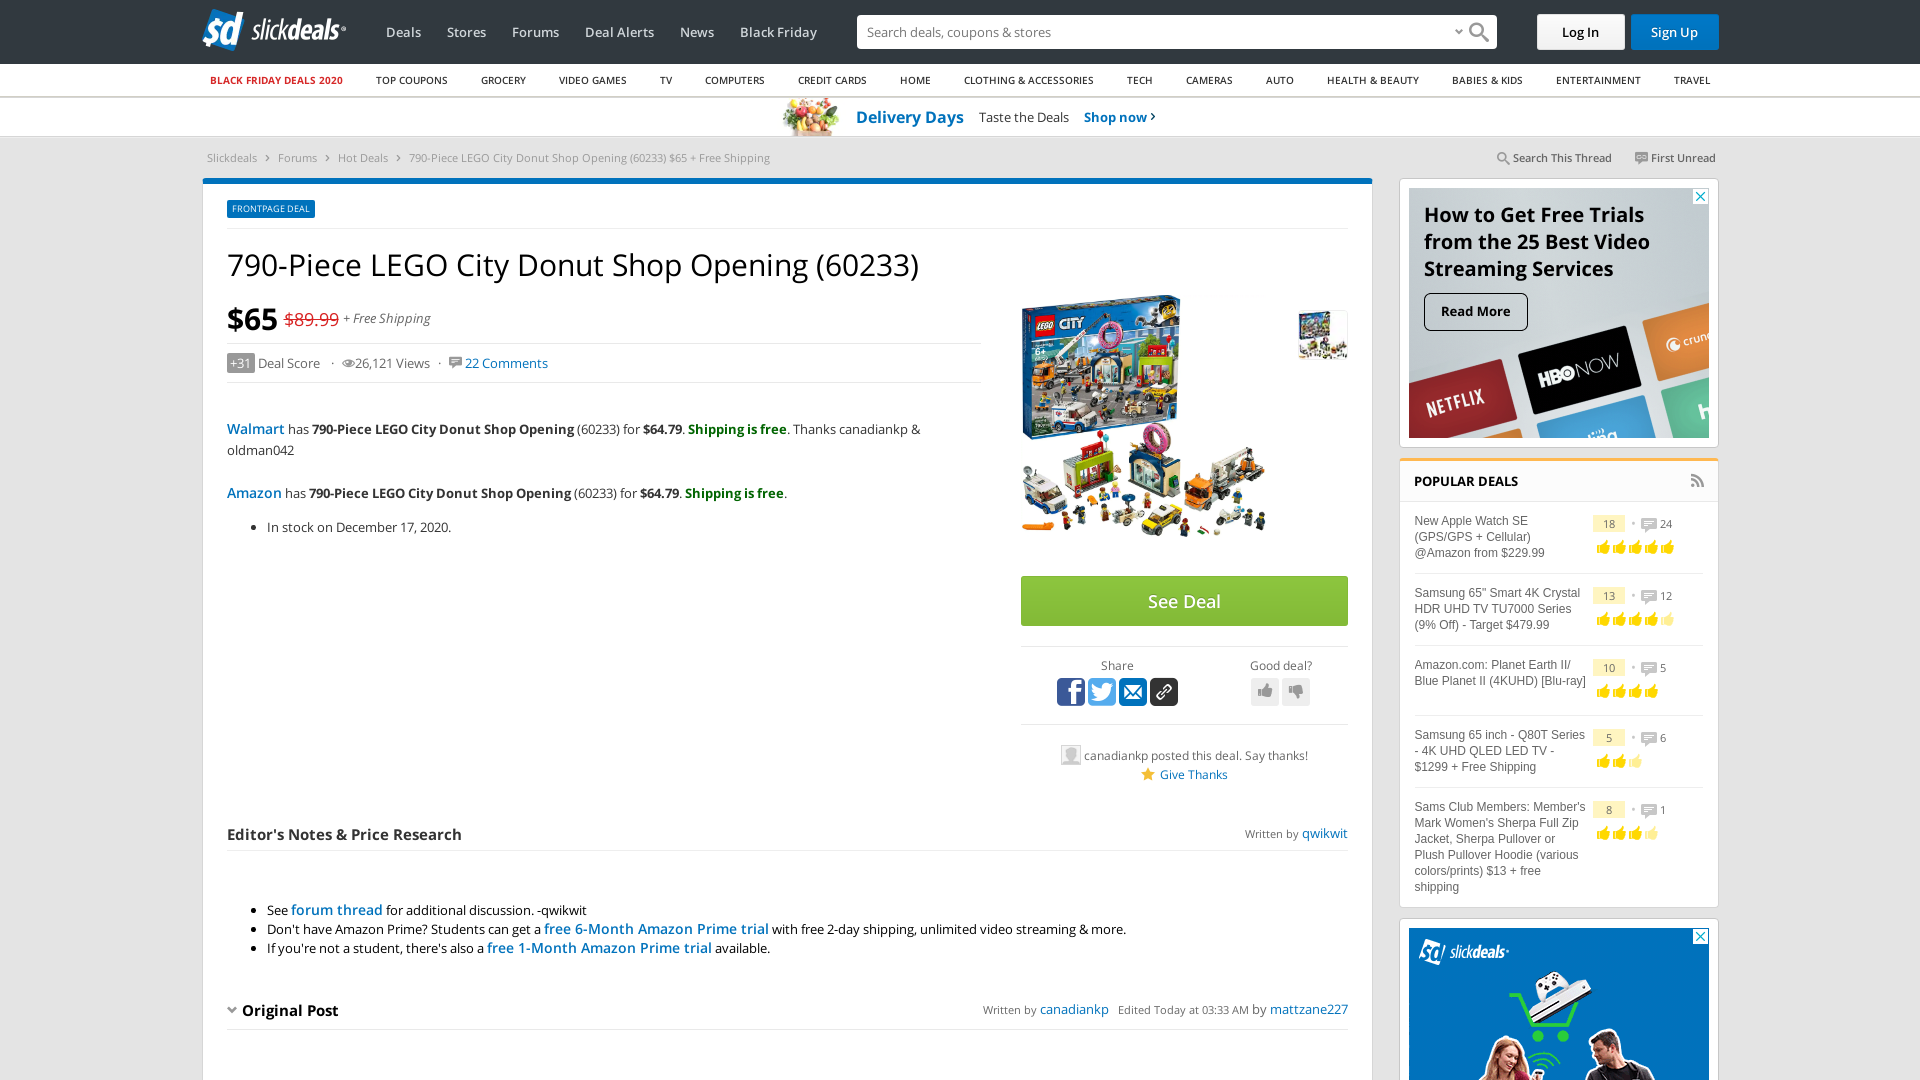 slickdeals
Deals
Stores
Forums
Deal Alerts
News
Black Friday
Search deals, coupons & stores
Log In
Sign Up
BLACK FRIDAY DEALS 2020
TOP COUPONS
GROCERY
VIDEO GAMES
TV
COMPUTERS
CREDIT CARDS
HOME
CLOTHING & ACCESSORIES
TECH
CAMERAS
AUTO
HEALTH & BEAUTY
BABIES & KIDS
ENTERTAINMENT
TRAVEL
Delivery Days Taste the Deals Shop now
Slickdeals
Forums
Hot Deals
790-Piece LEGO City Donut Shop Opening (60233) $65 + Free Shipping
Search This Thread
First Unread
FRONTPAGE DEAL
790-Piece LEGO City Donut Shop Opening (60233)
$65 $89.99 + Free Shipping
+31 Deal Score · 26,121 Views · 22 Comments
Walmart has 790-Piece LEGO City Donut Shop Opening (60233) for $64.79. Shipping is free. Thanks canadiankp &
oldman042
Amazon has 790-Piece LEGO City Donut Shop Opening (60233) for $64.79. Shipping is free.
In stock on December 17, 2020.
LEGO CITY
See Deal
Share
Good deal?
canadiankp posted this deal. Say thanks!
Give Thanks
Editor's Notes & Price Research
Written by qwikwit
See forum thread for additional discussion. -qwikwit
Don't have Amazon Prime? Students can get a free 6-Month Amazon Prime trial with free 2-day shipping, unlimited video streaming & more.
If you're not a student, there's also a free 1-Month Amazon Prime trial available.
Original Post
Written by canadiankp Edited Today at 03:33 AM by mattzane227
How to Get Free Trials
from the 25 Best Video
Streaming Services
Read More
NETFLIX
HBO NOW
POPULAR DEALS
New Apple Watch SE
(GPS/GPS + Cellular)
@Amazon from $229.99
18 • 24
Samsung 65" Smart 4K Crystal
HDR UHD TV TU7000 Series
(9% Off) - Target $479.99
13 • 12
Amazon.com: Planet Earth II/
Blue Planet II (4KUHD) [Blu-ray]
10 • 5
Samsung 65 inch - Q80T Series
- 4K UHD QLED LED TV -
$1299 + Free Shipping
5 • 6
Sams Club Members: Member's
Mark Women's Sherpa Full Zip
Jacket, Sherpa Pullover or
Plush Pullover Hoodie (various
colors/prints) $13 + free
shipping
8 • 1
slickdeals